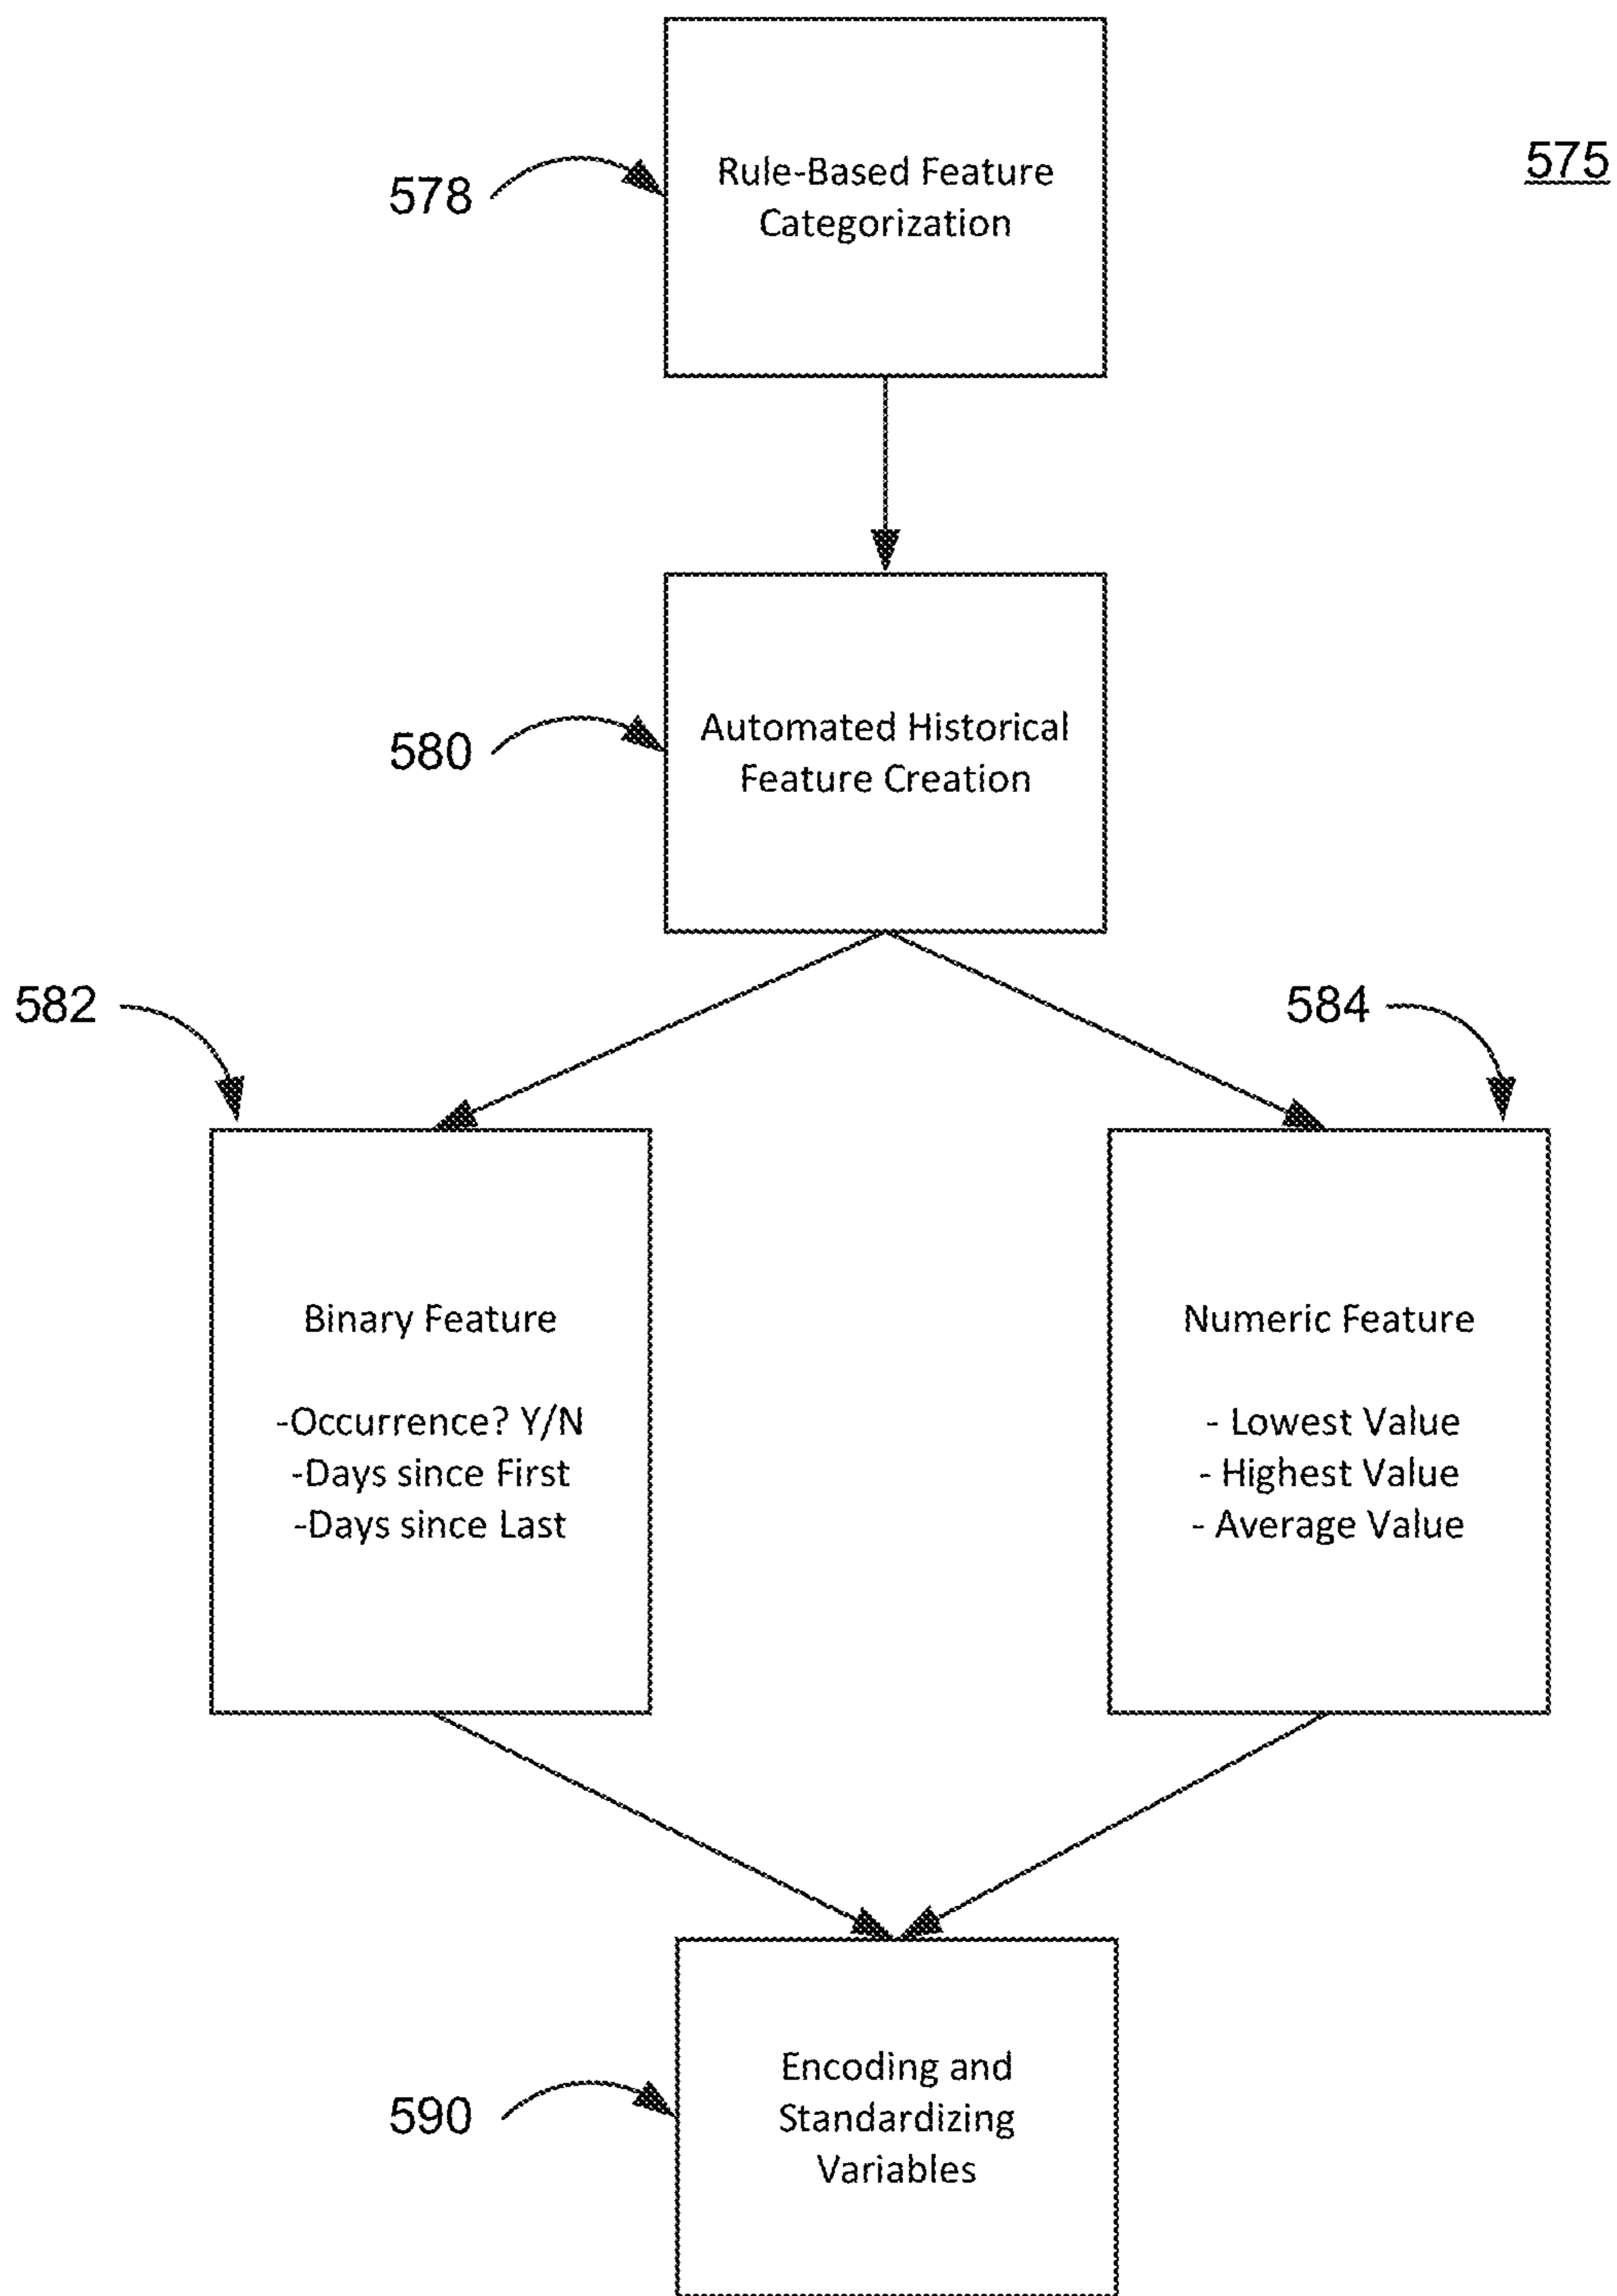 575
578
Rule-Based Feature
Categorization
580
Automated Historical
Feature Creation
582
584
Binary Feature
-Occurrence? Y/N
-Days since First
-Days since Last
Numeric Feature
- Lowest Value
- Highest Value
- Average Value
590
Encoding and
Standardizing
Variables